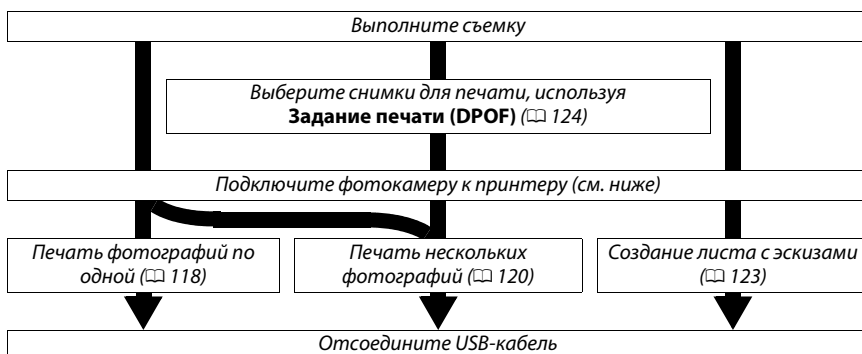 Выполните съемку
Выберите снимки для печати, используя
Задание печати (DPOF) (📖 124)
Подключите фотокамеру к принтеру (см. ниже)
Печать фотографий по
одной (📖 118)
Печать нескольких
фотографий (📖 120)
Создание листа с эскизами
(📖 123)
Отсоедините USB-кабель